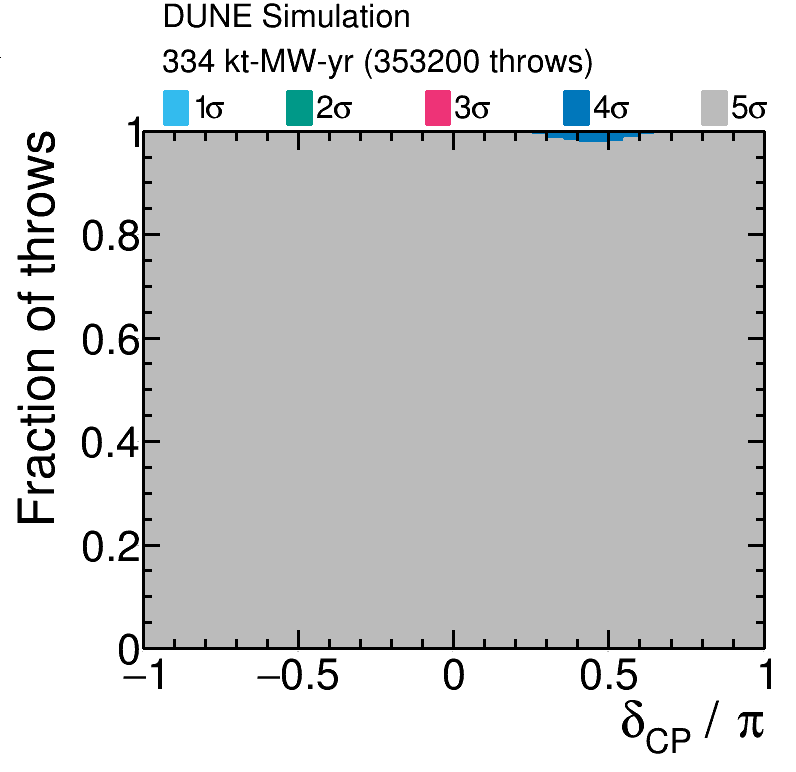 DUNE Simulation
334 kt-MW-yr (353200 throws)
1σ 2σ 3σ 4σ 5σ
Fraction of throws
1
0.8
0.6
0.4
0.2
0
−1 −0.5 0 0.5 1
δCP / π